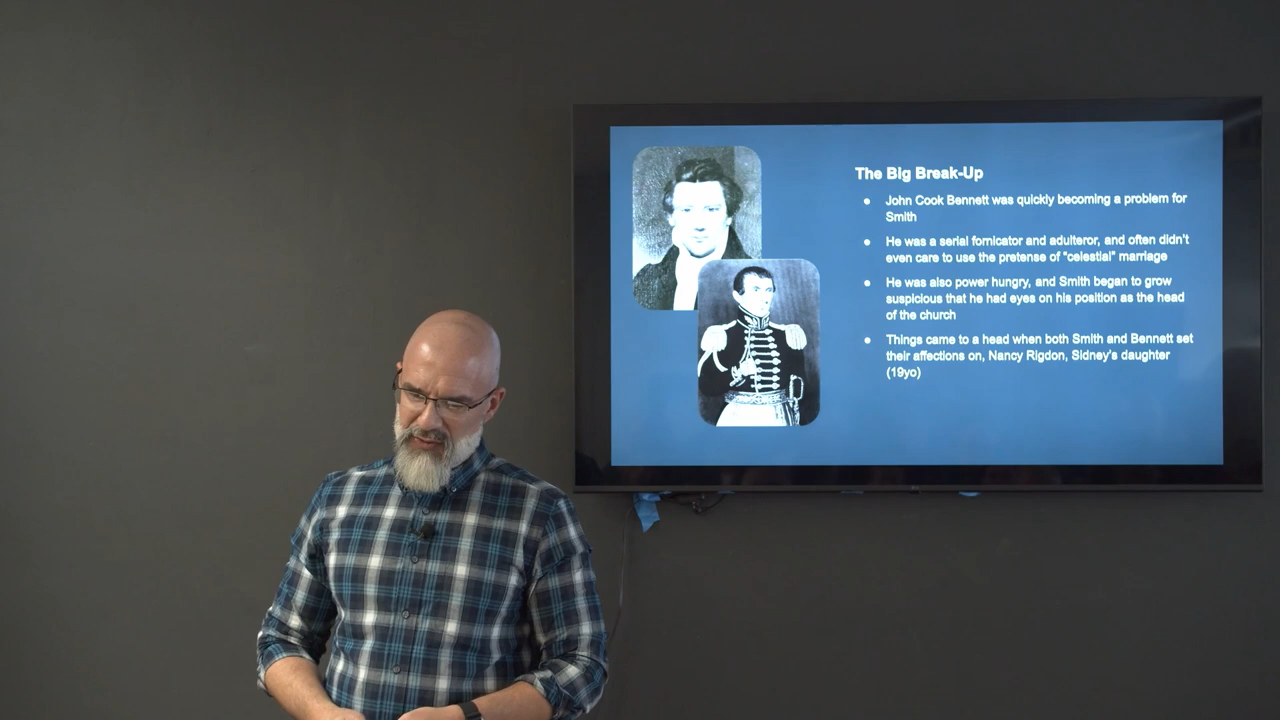 The Big Break-Up
● John Cook Bennett was quickly becoming a problem for
Smith
● He was a serial fornicator and adulteror, and often didn't
even care to use the pretense of "celestial" marriage
● He was also power hungry, and Smith began to grow
suspicious that he had eyes on his position as the head
of the church
● Things came to a head when both Smith and Bennett set
their affections on, Nancy Rigdon, Sidney's daughter
(19yo)